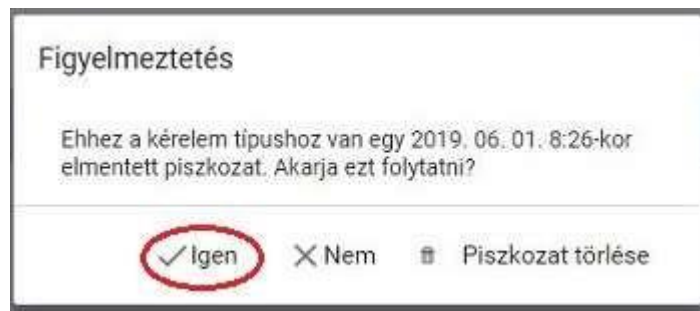 Figyelmeztetés
Ehhez a kérelem típushoz van egy 2019. 06. 01. 8:26-kor
elmentett piszkozat. Akarja ezt folytatni?
Igen Nem Piszkozat törlése